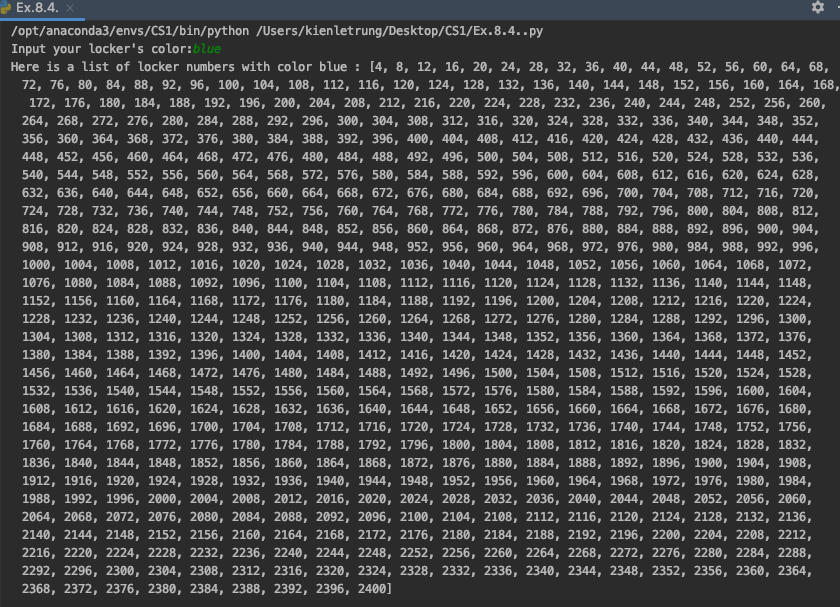 Ex.8.4.
/opt/anaconda3/envs/CS1/bin/python /Users/kienletrung/Desktop/CS1/Ex.8.4..py
Input your locker's color:blue
Here is a list of locker numbers with color blue : [4, 8, 12, 16, 20, 24, 28, 32, 36, 40, 44, 48, 52, 56, 60, 64, 68,
72, 76, 80, 84, 88, 92, 96, 100, 104, 108, 112, 116, 120, 124, 128, 132, 136, 140, 144, 148, 152, 156, 160, 164, 168,
172, 176, 180, 184, 188, 192, 196, 200, 204, 208, 212, 216, 220, 224, 228, 232, 236, 240, 244, 248, 252, 256, 260,
264, 268, 272, 276, 280, 284, 288, 292, 296, 300, 304, 308, 312, 316, 320, 324, 328, 332, 336, 340, 344, 348, 352,
356, 360, 364, 368, 372, 376, 380, 384, 388, 392, 396, 400, 404, 408, 412, 416, 420, 424, 428, 432, 436, 440, 444,
448, 452, 456, 460, 464, 468, 472, 476, 480, 484, 488, 492, 496, 500, 504, 508, 512, 516, 520, 524, 528, 532, 536,
540, 544, 548, 552, 556, 560, 564, 568, 572, 576, 580, 584, 588, 592, 596, 600, 604, 608, 612, 616, 620, 624, 628,
632, 636, 640, 644, 648, 652, 656, 660, 664, 668, 672, 676, 680, 684, 688, 692, 696, 700, 704, 708, 712, 716, 720,
724, 728, 732, 736, 740, 744, 748, 752, 756, 760, 764, 768, 772, 776, 780, 784, 788, 792, 796, 800, 804, 808, 812,
816, 820, 824, 828, 832, 836, 840, 844, 848, 852, 856, 860, 864, 868, 872, 876, 880, 884, 888, 892, 896, 900, 904,
908, 912, 916, 920, 924, 928, 932, 936, 940, 944, 948, 952, 956, 960, 964, 968, 972, 976, 980, 984, 988, 992, 996,
1000, 1004, 1008, 1012, 1016, 1020, 1024, 1028, 1032, 1036, 1040, 1044, 1048, 1052, 1056, 1060, 1064, 1068, 1072,
1076, 1080, 1084, 1088, 1092, 1096, 1100, 1104, 1108, 1112, 1116, 1120, 1124, 1128, 1132, 1136, 1140, 1144, 1148,
1152, 1156, 1160, 1164, 1168, 1172, 1176, 1180, 1184, 1188, 1192, 1196, 1200, 1204, 1208, 1212, 1216, 1220, 1224,
1228, 1232, 1236, 1240, 1244, 1248, 1252, 1256, 1260, 1264, 1268, 1272, 1276, 1280, 1284, 1288, 1292, 1296, 1300,
1304, 1308, 1312, 1316, 1320, 1324, 1328, 1332, 1336, 1340, 1344, 1348, 1352, 1356, 1360, 1364, 1368, 1372, 1376,
1380, 1384, 1388, 1392, 1396, 1400, 1404, 1408, 1412, 1416, 1420, 1424, 1428, 1432, 1436, 1440, 1444, 1448, 1452,
1456, 1460, 1464, 1468, 1472, 1476, 1480, 1484, 1488, 1492, 1496, 1500, 1504, 1508, 1512, 1516, 1520, 1524, 1528,
1532, 1536, 1540, 1544, 1548, 1552, 1556, 1560, 1564, 1568, 1572, 1576, 1580, 1584, 1588, 1592, 1596, 1600, 1604,
1608, 1612, 1616, 1620, 1624, 1628, 1632, 1636, 1640, 1644, 1648, 1652, 1656, 1660, 1664, 1668, 1672, 1676, 1680,
1684, 1688, 1692, 1696, 1700, 1704, 1708, 1712, 1716, 1720, 1724, 1728, 1732, 1736, 1740, 1744, 1748, 1752, 1756,
1760, 1764, 1768, 1772, 1776, 1780, 1784, 1788, 1792, 1796, 1800, 1804, 1808, 1812, 1816, 1820, 1824, 1828, 1832,
1836, 1840, 1844, 1848, 1852, 1856, 1860, 1864, 1868, 1872, 1876, 1880, 1884, 1888, 1892, 1896, 1900, 1904, 1908,
1912, 1916, 1920, 1924, 1928, 1932, 1936, 1940, 1944, 1948, 1952, 1956, 1960, 1964, 1968, 1972, 1976, 1980, 1984,
1988, 1992, 1996, 2000, 2004, 2008, 2012, 2016, 2020, 2024, 2028, 2032, 2036, 2040, 2044, 2048, 2052, 2056, 2060,
2064, 2068, 2072, 2076, 2080, 2084, 2088, 2092, 2096, 2100, 2104, 2108, 2112, 2116, 2120, 2124, 2128, 2132, 2136,
2140, 2144, 2148, 2152, 2156, 2160, 2164, 2168, 2172, 2176, 2180, 2184, 2188, 2192, 2196, 2200, 2204, 2208, 2212,
2216, 2220, 2224, 2228, 2232, 2236, 2240, 2244, 2248, 2252, 2256, 2260, 2264, 2268, 2272, 2276, 2280, 2284, 2288,
2292, 2296, 2300, 2304, 2308, 2312, 2316, 2320, 2324, 2328, 2332, 2336, 2340, 2344, 2348, 2352, 2356, 2360, 2364,
2368, 2372, 2376, 2380, 2384, 2388, 2392, 2396, 2400]